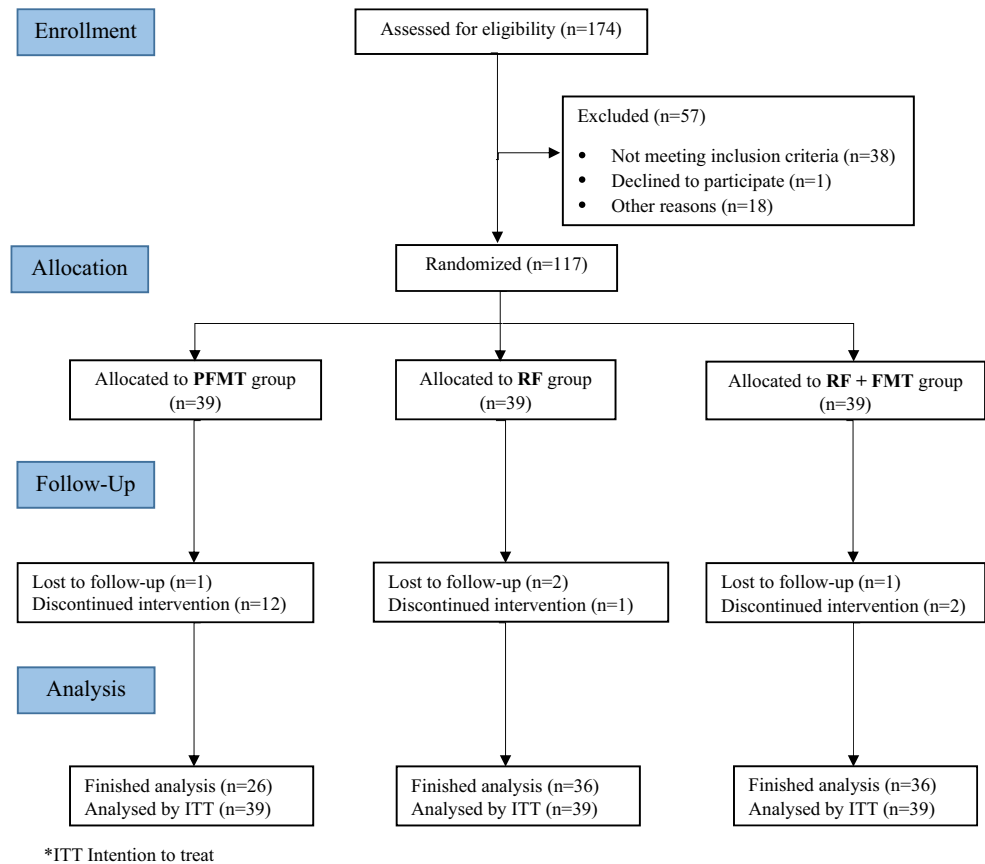 Enrollment
Assessed for eligibility (n=174)
Excluded (n=57)
• Not meeting inclusion criteria (n=38)
• Declined to participate (n=1)
• Other reasons (n=18)
Allocation
Randomized (n=117)
Allocated to PFMT group
(n=39)
Allocated to RF group
(n=39)
Allocated to RF + FMT group
(n=39)
Follow-Up
Lost to follow-up (n=1)
Discontinued intervention (n=12)
Lost to follow-up (n=2)
Discontinued intervention (n=1)
Lost to follow-up (n=1)
Discontinued intervention (n=2)
Analysis
Finished analysis (n=26)
Analysed by ITT (n=39)
Finished analysis (n=36)
Analysed by ITT (n=39)
Finished analysis (n=36)
Analysed by ITT (n=39)
*ITT Intention to treat